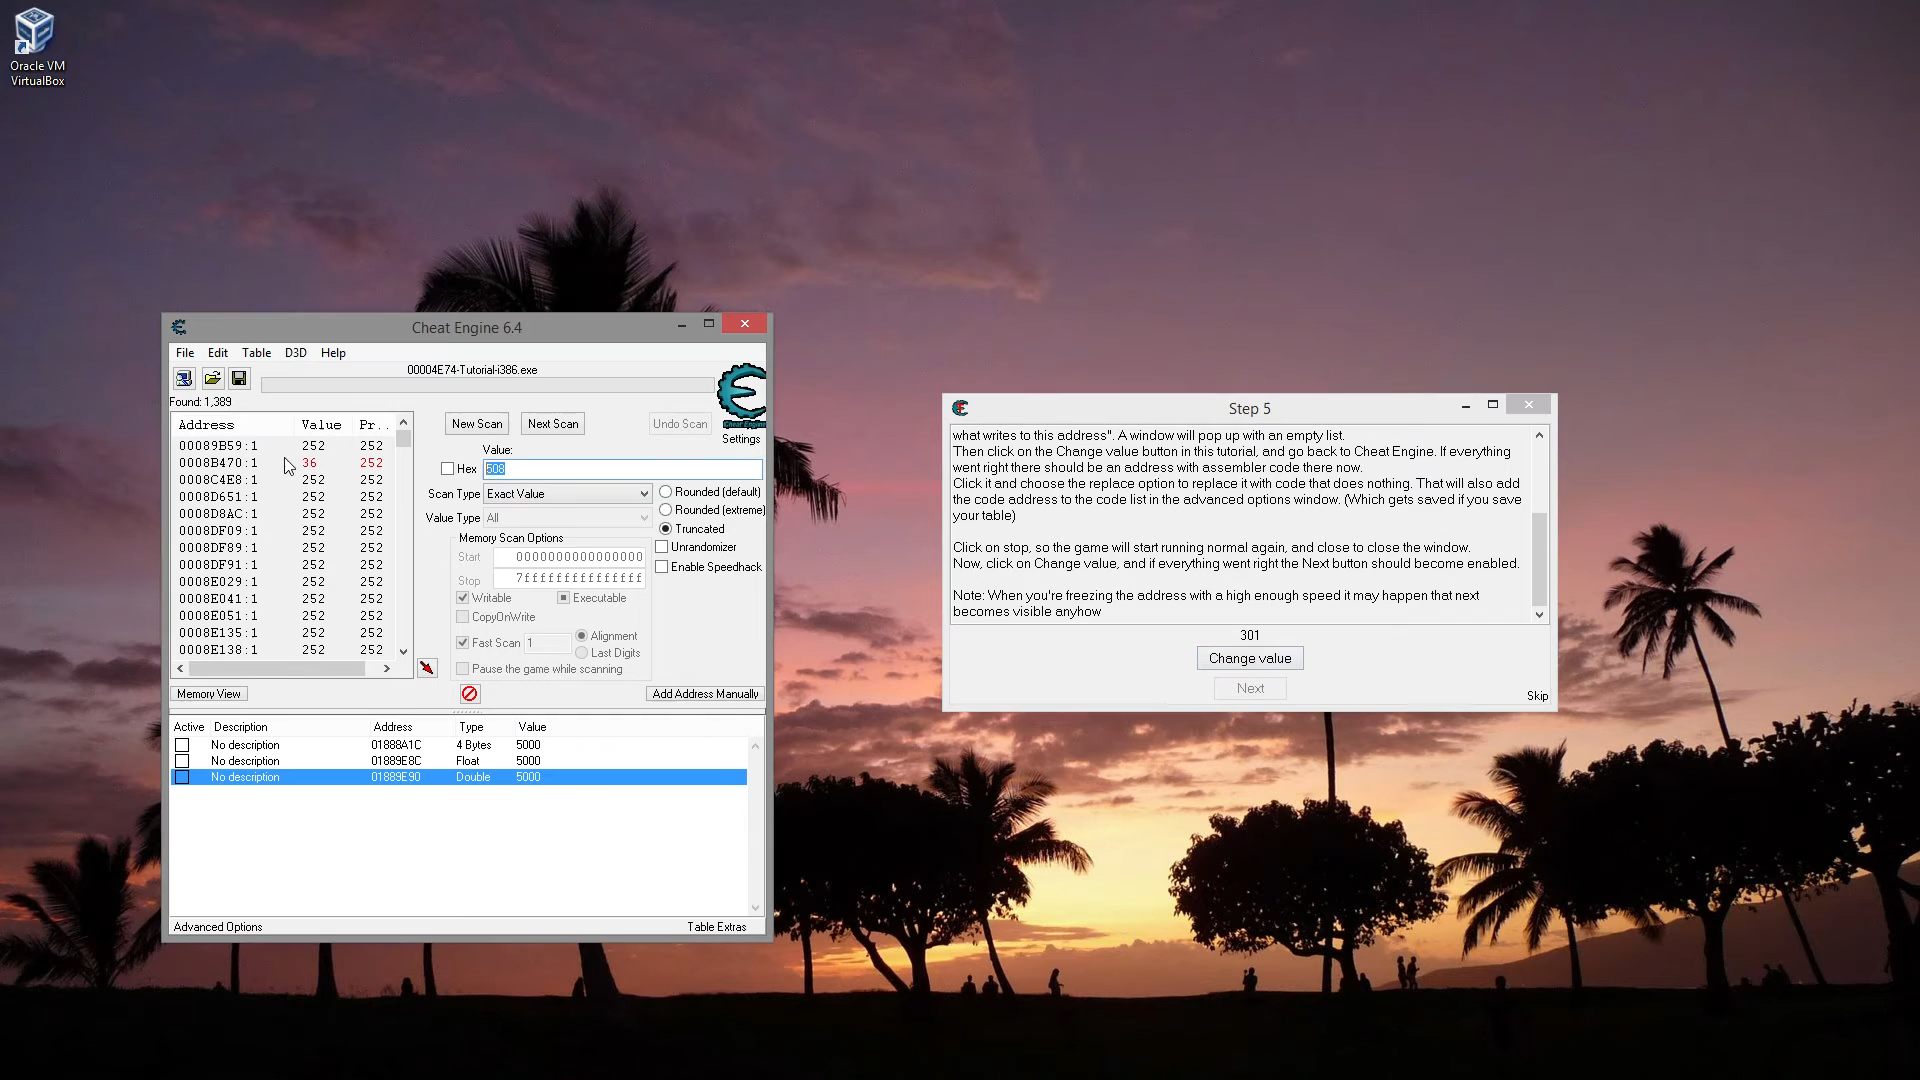 Oracle VM
VirtualBox
Cheat Engine 6.4
File Edit Table D3D Help
00004E74-Tutorial-i386.exe
Found: 1,389
Address Value Pr..
00089B59:1 252 252
0008B470:1 36 252
0008C4E8:1 252 252
0008D651:1 252 252
0008D8AC:1 252 252
0008DF09:1 252 252
0008DF89:1 252 252
0008DF91:1 252 252
0008E029:1 252 252
0008E041:1 252 252
0008E051:1 252 252
0008E135:1 252 252
0008E138:1 252 252
New Scan Next Scan Undo Scan
Cheat Engine
Settings
Value:
Hex 508
Scan Type Exact Value
Value Type All
Rounded (default)
Rounded (extreme)
Truncated
Unrandomizer
Enable Speedhack
Memory Scan Options
Start 0000000000000000
Stop 7fffffffffffffff
Writable Executable
CopyOnWrite
Fast Scan 1 Alignment
Last Digits
Pause the game while scanning
Memory View Add Address Manually
Active Description Address Type Value
No description 01888A1C 4 Bytes 5000
No description 01889E8C Float 5000
No description 01889E90 Double 5000
Advanced Options Table Extras
Step 5
what writes to this address". A window will pop up with an empty list.
Then click on the Change value button in this tutorial, and go back to Cheat Engine. If everything
went right there should be an address with assembler code there now.
Click it and choose the replace option to replace it with code that does nothing. That will also add
the code address to the code list in the advanced options window. (Which gets saved if you save
your table)
Click on stop, so the game will start running normal again, and close to close the window.
Now, click on Change value, and if everything went right the Next button should become enabled.
Note: When you're freezing the address with a high enough speed it may happen that next
becomes visible anyhow
301
Change value
Next
Skip